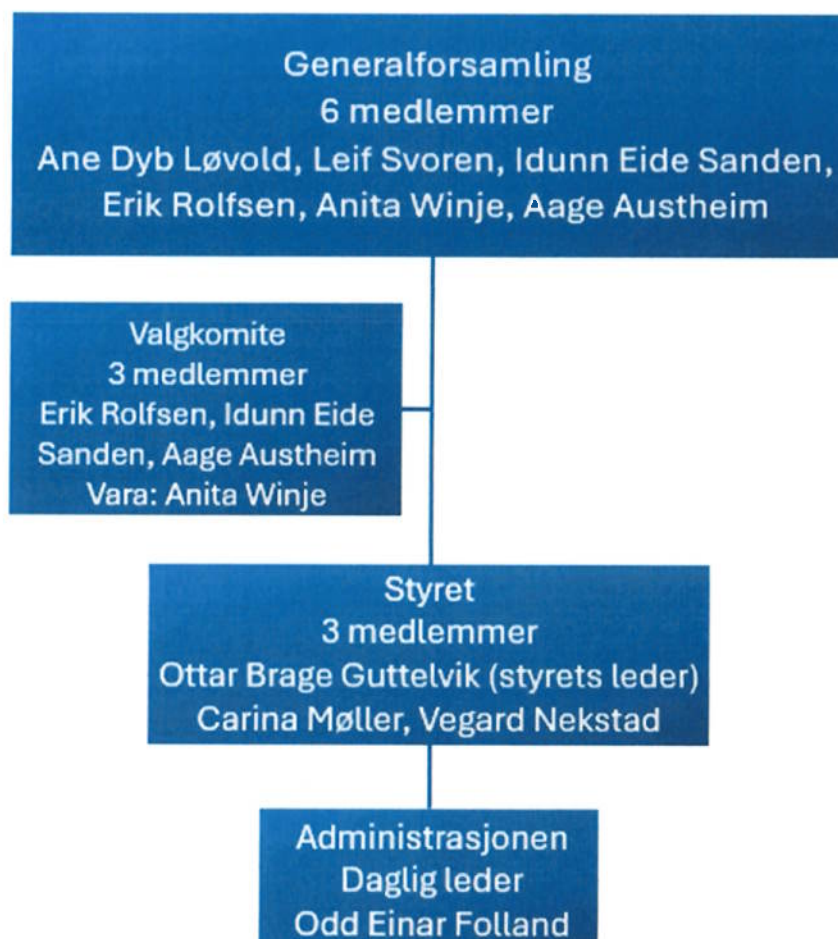 Generalforsamling
6 medlemmer
Ane Dyb Løvold, Leif Svoren, Idunn Eide Sanden,
Erik Rolfsen, Anita Winje, Aage Austheim
Valgkomite
3 medlemmer
Erik Rolfsen, Idunn Eide
Sanden, Aage Austheim
Vara: Anita Winje
Styret
3 medlemmer
Ottar Brage Guttelvik (styrets leder)
Carina Møller, Vegard Nekstad
Administrasjonen
Daglig leder
Odd Einar Folland